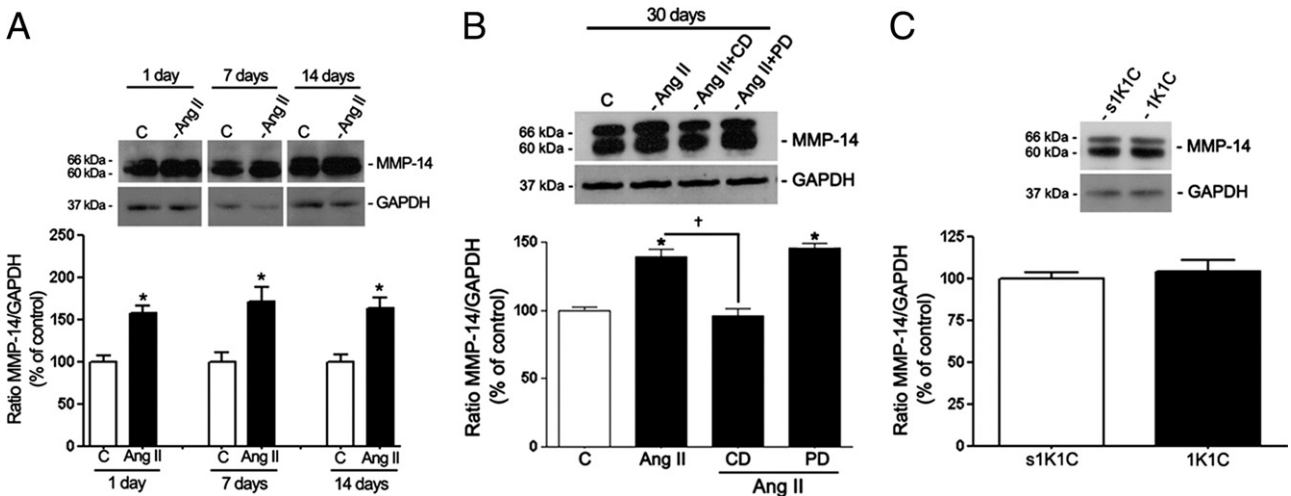 A
1 day 7 days 14 days
C - Ang II C - Ang II C - Ang II
66 kDa -
60 kDa -
- MMP-14
37 kDa -
- GAPDH
Ratio MMP-14/GAPDH
(% of control)
250
200
150
100
50
0
* * *
C Ang II C Ang II C Ang II
1 day 7 days 14 days
B
30 days
C - Ang II - Ang II+CD - Ang II+PD
66 kDa -
60 kDa -
- MMP-14
37 kDa -
- GAPDH
Ratio MMP-14/GAPDH
(% of control)
150
100
50
0
* † *
C Ang II CD PD
Ang II
C
- s1K1C - 1K1C
66 kDa -
60 kDa -
- MMP-14
37 kDa -
- GAPDH
Ratio MMP-14/GAPDH
(% of control)
125
100
75
50
25
0
s1K1C 1K1C